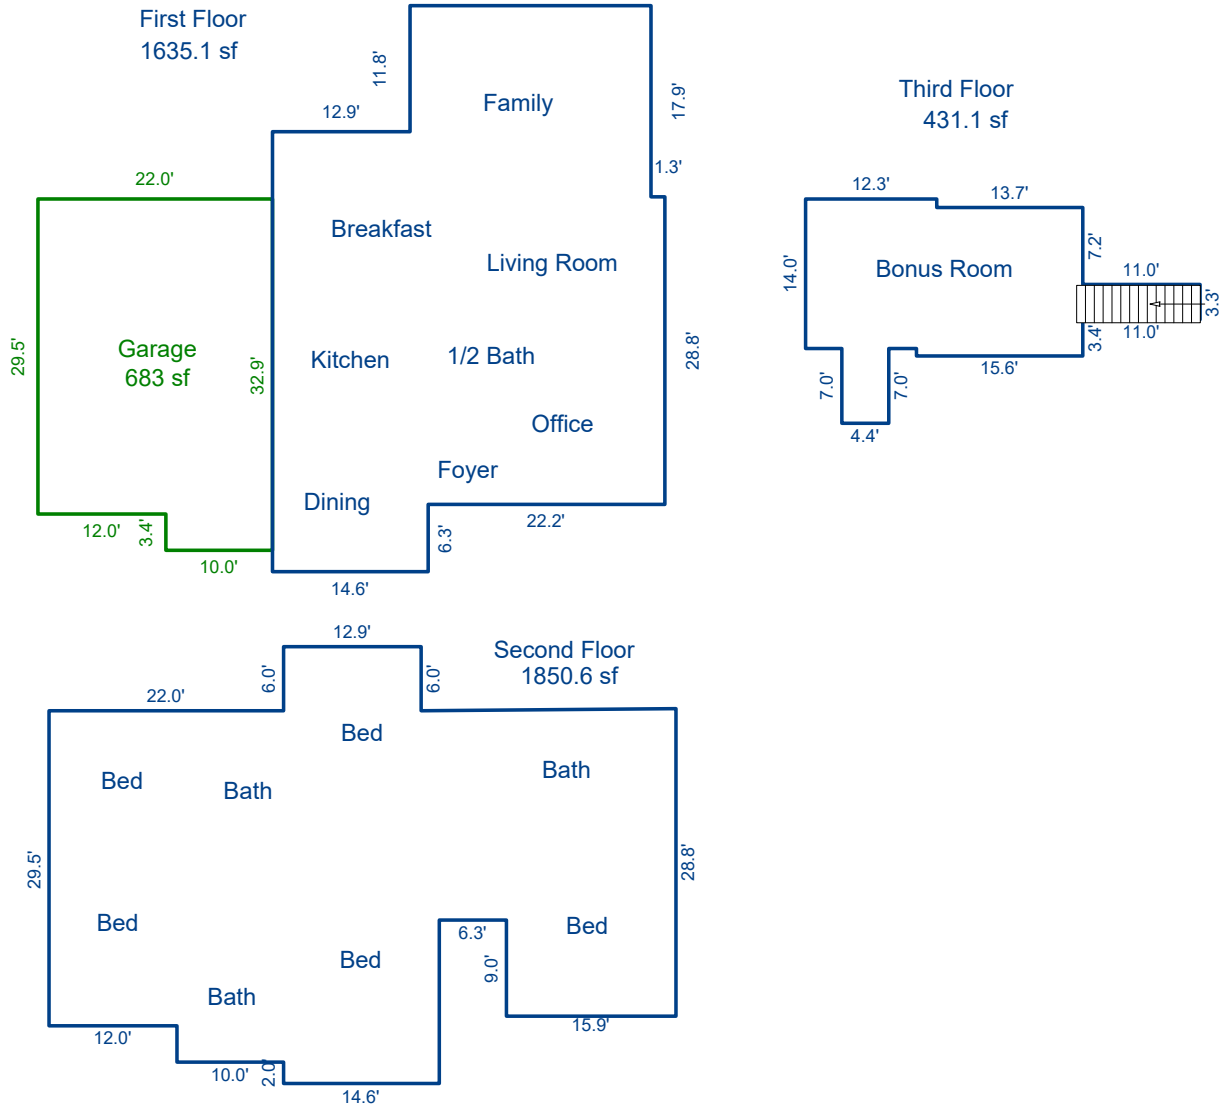 First Floor
1635.1 sf
11.8'
Family
17.9'
12.9'
1.3'
22.0'
Breakfast
Living Room
29.5'
Garage
683 sf
32.9'
Kitchen
1/2 Bath
28.8'
Office
Foyer
Dining
12.0'
3.4'
10.0'
6.3'
22.2'
14.6'
Third Floor
431.1 sf
12.3'
13.7'
14.0'
Bonus Room
7.2'
11.0'
3.3'
11.0'
3.4'
15.6'
7.0'
7.0'
4.4'
Second Floor
1850.6 sf
12.9'
6.0'
6.0'
22.0'
Bed
Bed
Bath
Bath
29.5'
28.8'
Bed
Bed
Bed
6.3'
9.0'
Bath
12.0'
15.9'
10.0'
2.0'
14.6'